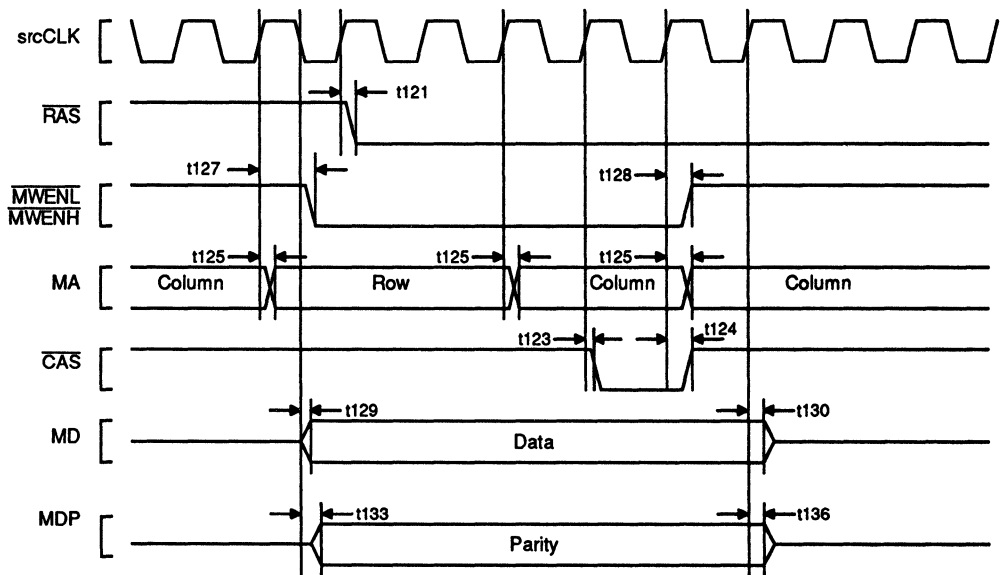 srcCLK
RAS
t121
t127
MWENL
MWENH
t128
t125
t125
t125
MA
Column
Row
Column
Column
t123
t124
CAS
t129
t130
MD
Data
t133
t136
MDP
Parity